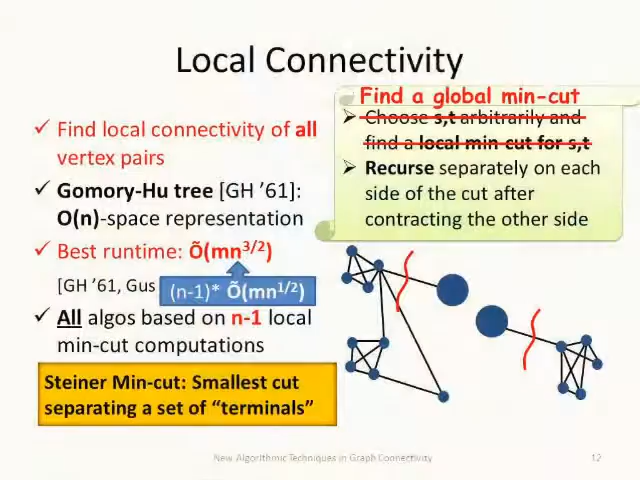 Local Connectivity
Find a global min-cut
Choose s,t arbitrarily and
find a local min-cut for s,t
Recurse separately on each
side of the cut after
contracting the other side
Find local connectivity of all
vertex pairs
Gomory-Hu tree [GH '61]:
O(n)-space representation
Best runtime: Õ(mn³/²)
[GH '61, Gus
(n-1)* Õ(mn¹/²)
All algos based on n-1 local
min-cut computations
Steiner Min-cut: Smallest cut
separating a set of “terminals”
New Algorithmic Techniques in Graph Connectivity
12